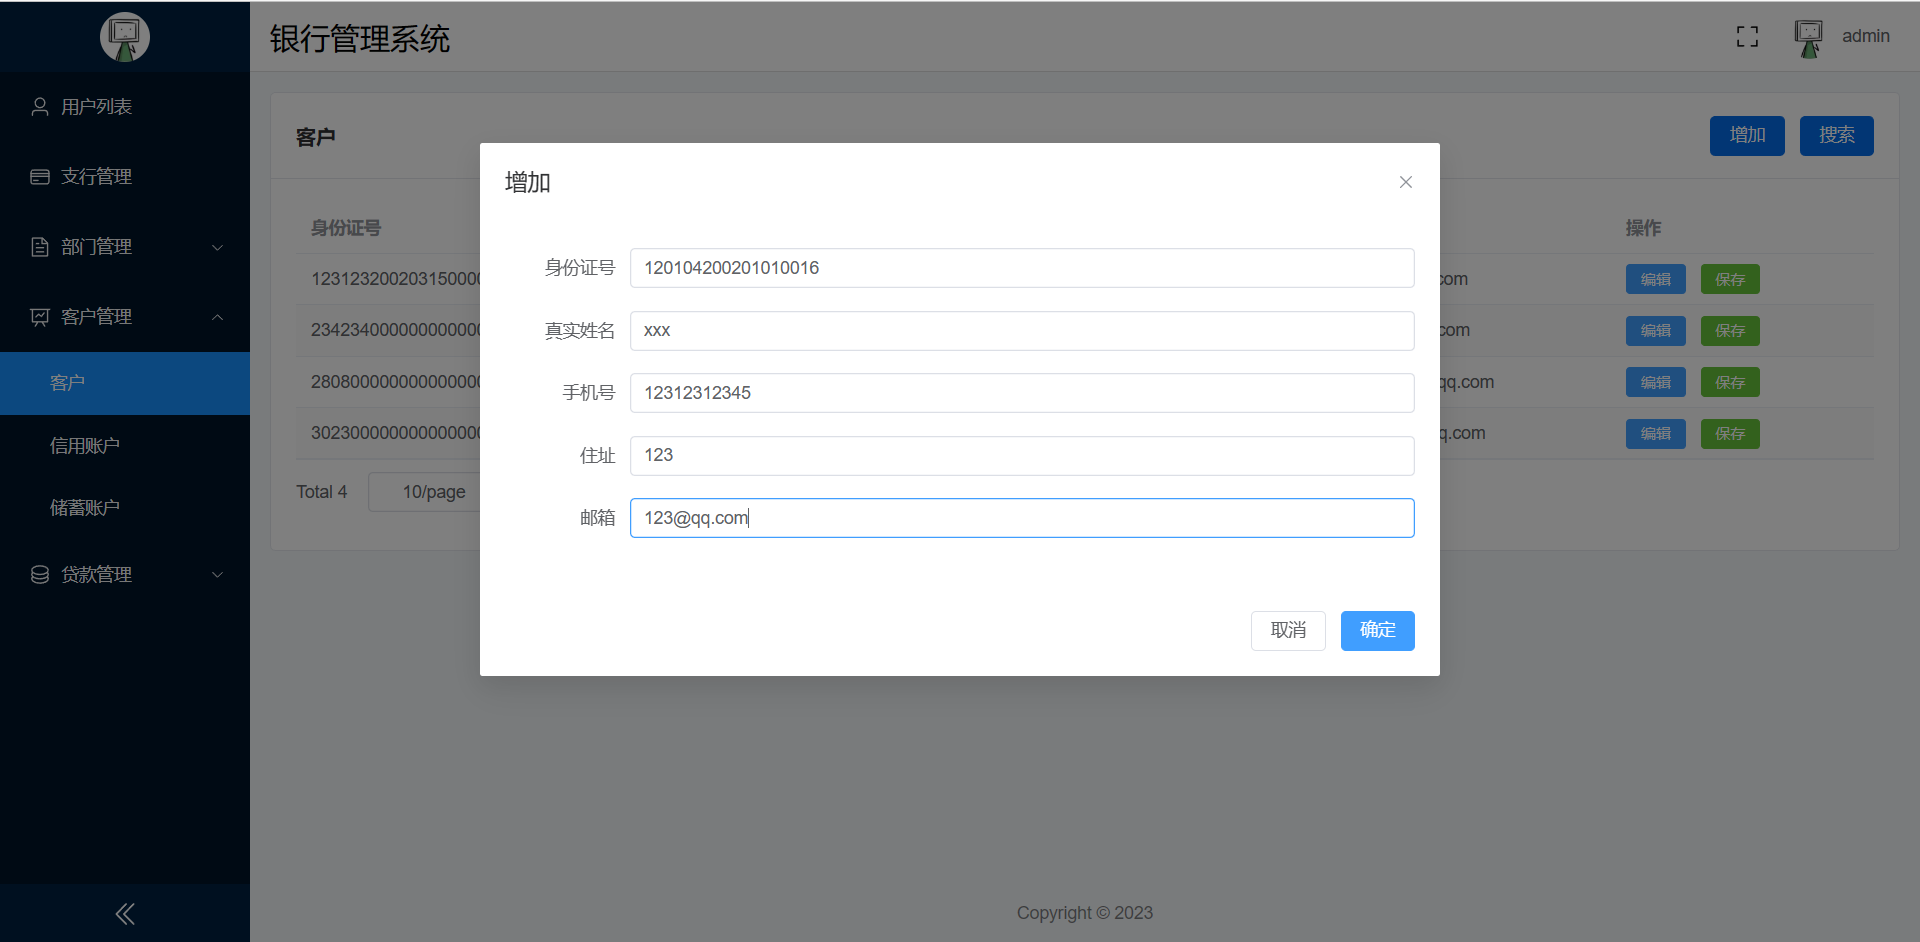 银行管理系统
admin
用户列表
支行管理
部门管理
客户管理
客户
信用账户
储蓄账户
贷款管理
客户
增加
搜索
身份证号
操作
123123200203150000
com
编辑
保存
com
编辑
保存
qq.com
编辑
保存
q.com
编辑
保存
Total 4
10/page
增加
身份证号
120104200201010016
真实姓名
xxx
手机号
12312312345
住址
123
邮箱
123@qq.com
取消
确定
Copyright © 2023